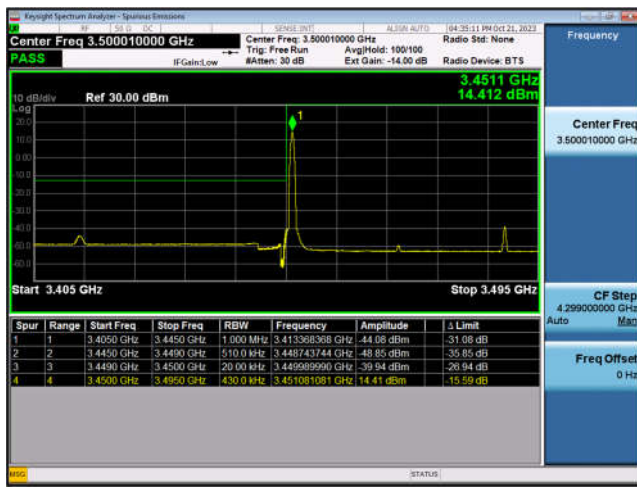 Keysight Spectrum Analyzer - Spurious Emissions
RF 50 Ω DC SENSE:INT ALIGN AUTO 04:35:11 PM Oct 21, 2023
Center Freq 3.500010000 GHz
PASS
IFGain:Low
Center Freq: 3.500010000 GHz
Trig: Free Run Avg|Hold: 100/100
#Atten: 30 dB Ext Gain: -14.00 dB
Radio Std: None
Radio Device: BTS
3.4511 GHz
14.412 dBm
10 dB/div Ref 30.00 dBm
Log
20.0
10.0
0.00
-10.0
-20.0
-30.0
-40.0
-50.0
-60.0
1
Start 3.405 GHz Stop 3.495 GHz
Spur Range Start Freq Stop Freq RBW Frequency Amplitude Δ Limit
1 1 3.4050 GHz 3.4450 GHz 1.000 MHz 3.413368368 GHz -44.08 dBm -31.08 dB
2 2 3.4450 GHz 3.4490 GHz 510.0 kHz 3.448743744 GHz -48.85 dBm -35.85 dB
3 3 3.4490 GHz 3.4500 GHz 20.00 kHz 3.449989990 GHz -39.94 dBm -26.94 dB
4 4 3.4500 GHz 3.4950 GHz 430.0 kHz 3.451081081 GHz 14.41 dBm -15.59 dB
MSG STATUS
Frequency
Center Freq
3.500010000 GHz
CF Step
4.299000000 GHz
Auto Man
Freq Offset
0 Hz